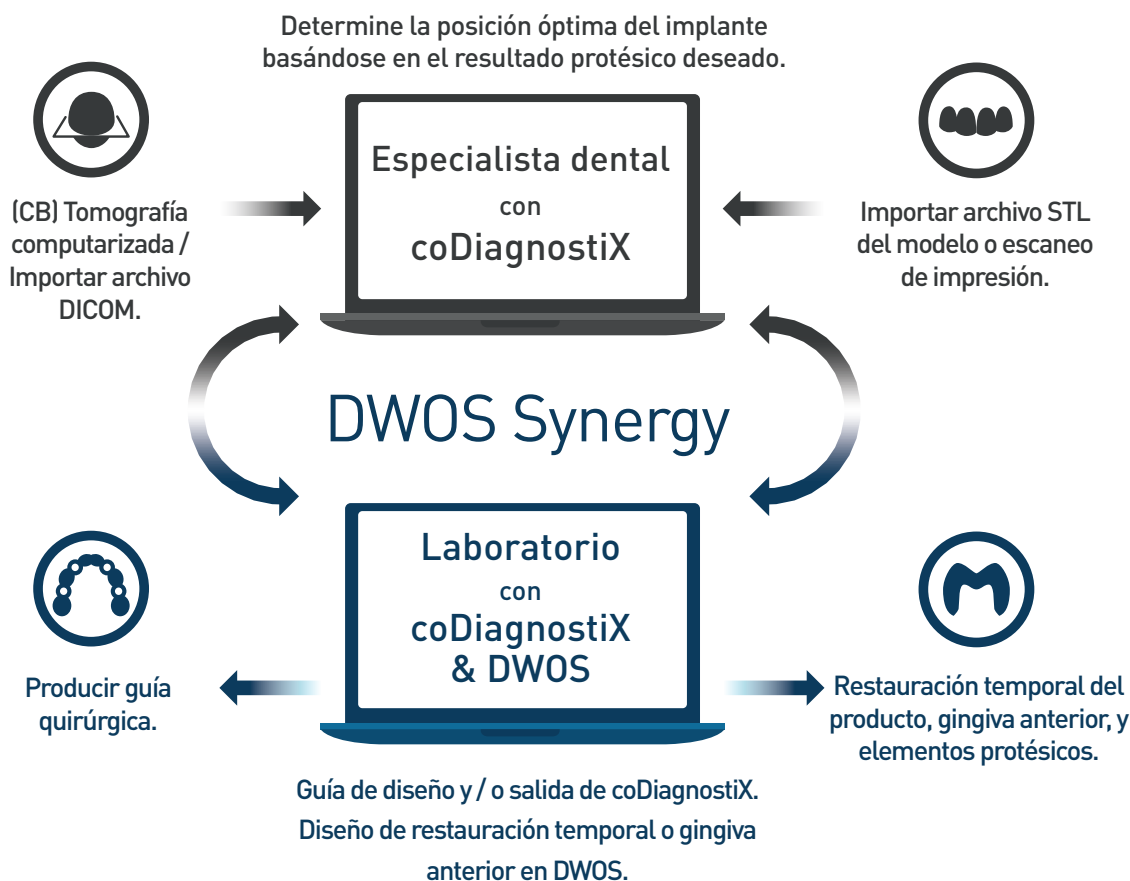 Determine la posición óptima del implante
basándose en el resultado protésico deseado.
(CB) Tomografía
computarizada /
Importar archivo
DICOM.
Especialista dental
con
coDiagnostiX
Importar archivo STL
del modelo o escaneo
de impresión.
DWOS Synergy
Producir guía
quirúrgica.
Laboratorio
con
coDiagnostiX
& DWOS
Restauración temporal del
producto, gingiva anterior, y
elementos protésicos.
Guía de diseño y / o salida de coDiagnostiX.
Diseño de restauración temporal o gingiva
anterior en DWOS.